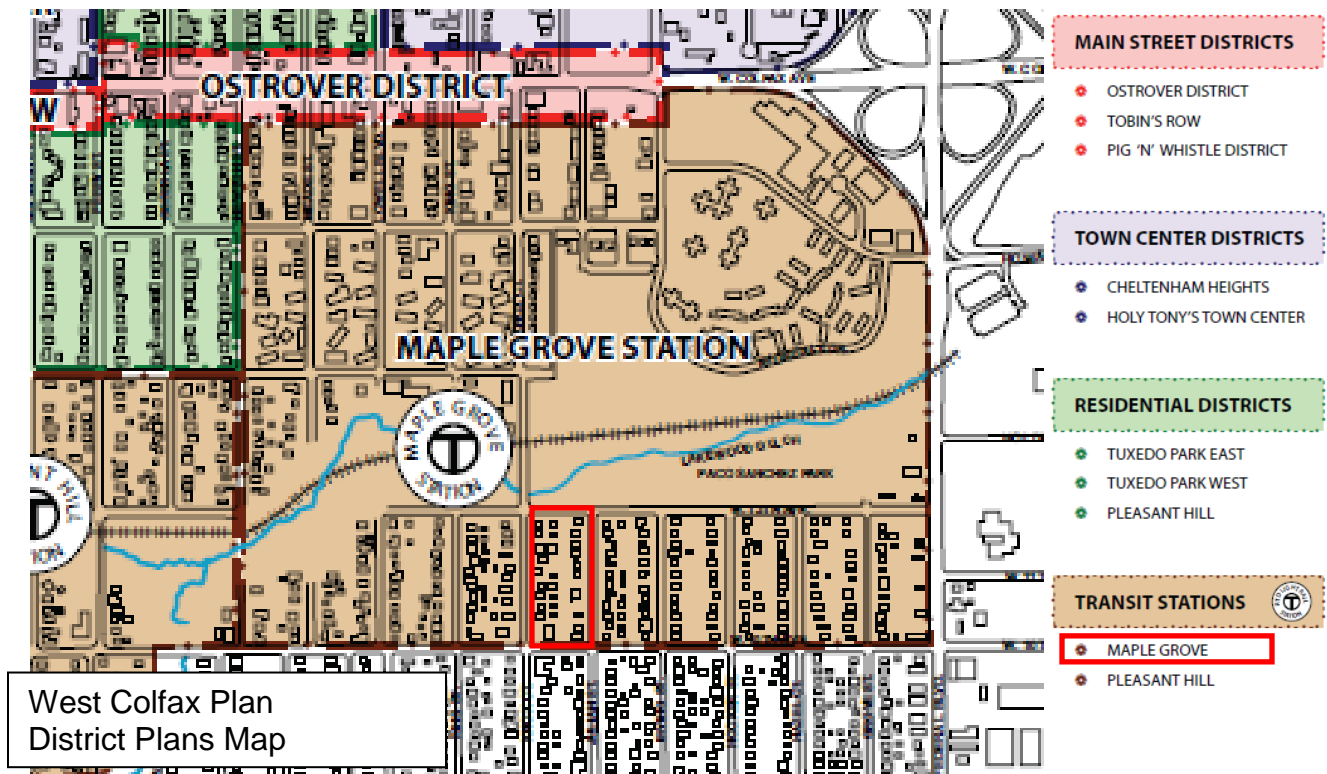 OSTROVER DISTRICT
W
W. COLFAX AVE
MAPLE GROVE STATION
MAPLE GROVE
T
STATION
PACO SANCHEZ PARK
NT HILL
West Colfax Plan
District Plans Map
MAIN STREET DISTRICTS
OSTROVER DISTRICT
TOBIN'S ROW
PIG 'N' WHISTLE DISTRICT
TOWN CENTER DISTRICTS
CHELTENHAM HEIGHTS
HOLY TONY'S TOWN CENTER
RESIDENTIAL DISTRICTS
TUXEDO PARK EAST
TUXEDO PARK WEST
PLEASANT HILL
TRANSIT STATIONS
T
MAPLE GROVE
PLEASANT HILL